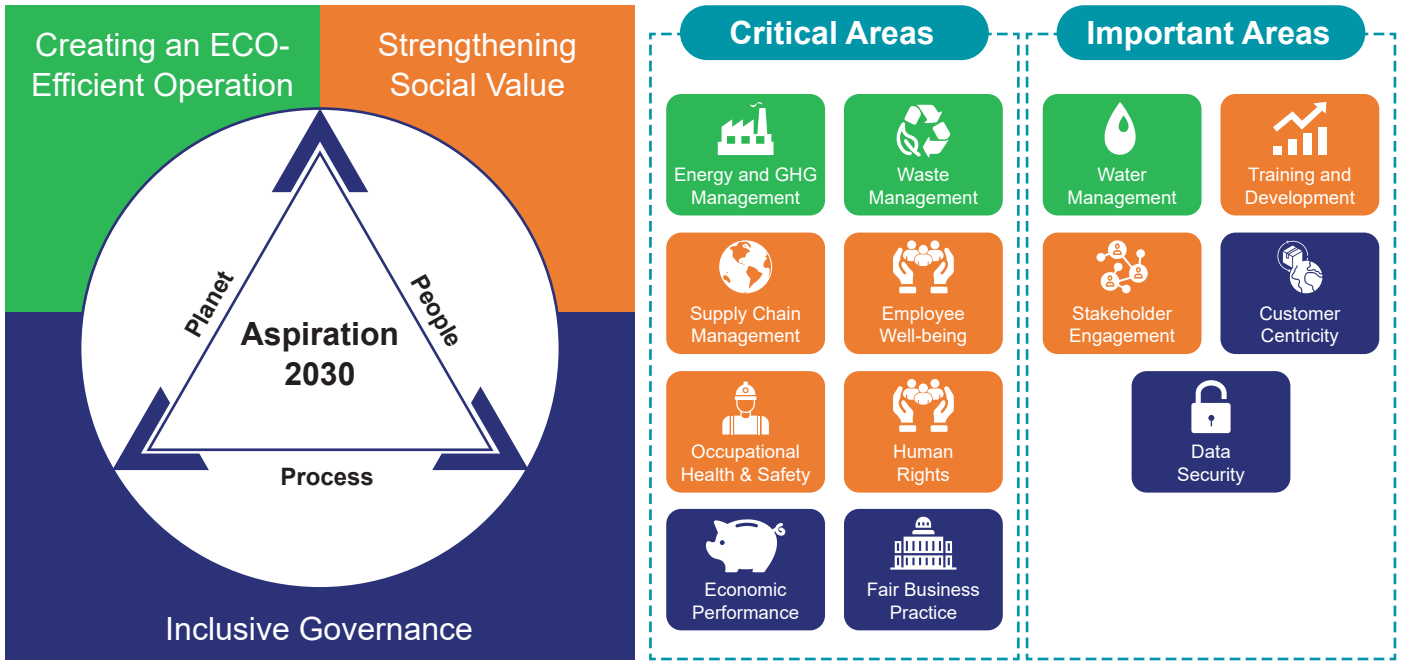 Creating an ECO-
Efficient Operation
Strengthening
Social Value
Planet
People
Aspiration
2030
Process
Inclusive Governance
Critical Areas
Energy and GHG
Management
Waste
Management
Supply Chain
Management
Employee
Well-being
Occupational
Health & Safety
Human
Rights
Economic
Performance
Fair Business
Practice
Important Areas
Water
Management
Training and
Development
Stakeholder
Engagement
Customer
Centricity
Data
Security